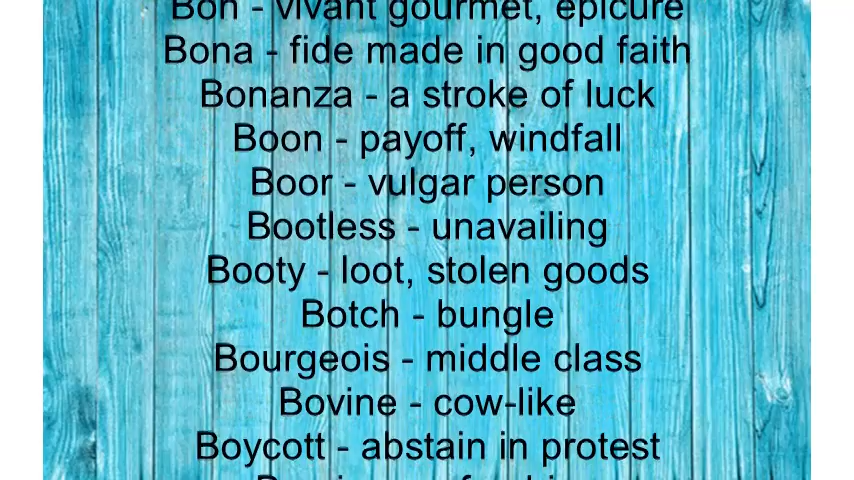 Bon - vivant gourmet, epicure
Bona - fide made in good faith
Bonanza - a stroke of luck
Boon - payoff, windfall
Boor - vulgar person
Bootless - unavailing
Booty - loot, stolen goods
Botch - bungle
Bourgeois - middle class
Bovine - cow-like
Boycott - abstain in protest